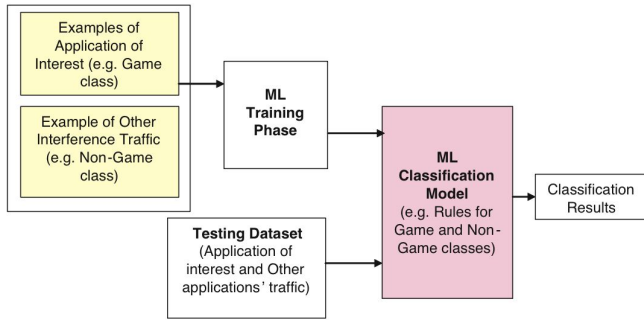 Examples of
Application of
Interest (e.g. Game
class)
Example of Other
Interference Traffic
(e.g. Non-Game
class)
ML
Training
Phase
Testing Dataset
(Application of
interest and Other
applications' traffic)
ML
Classification
Model
(e.g. Rules for
Game and Non-
Game classes)
Classification
Results